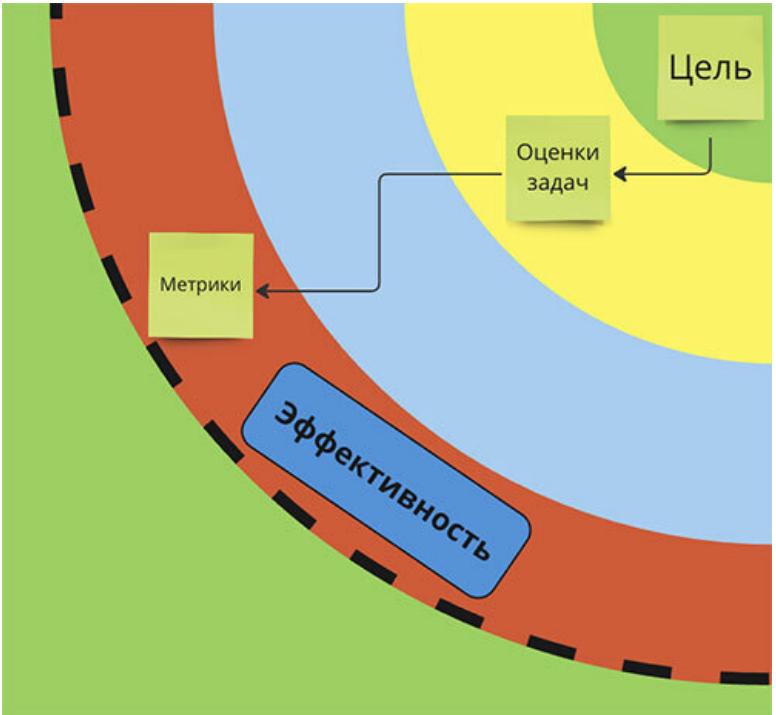 Цель
Оценки
задач
Метрики
Эффективность